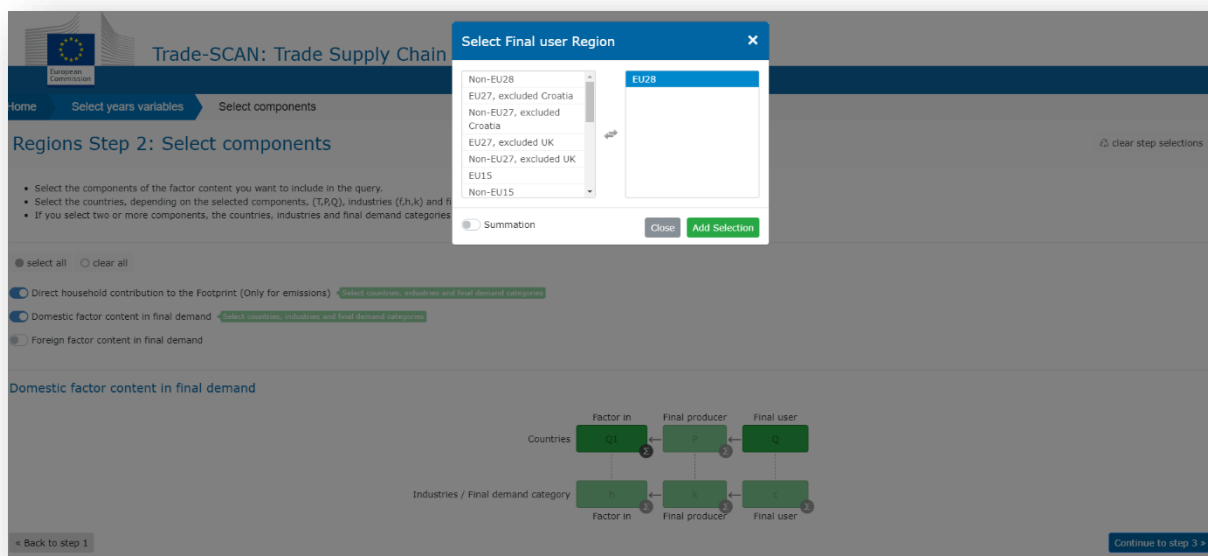 European
Commission
Trade-SCAN: Trade Supply Chain
Home
Select years variables
Select components
Regions Step 2: Select components
clear step selections
• Select the components of the factor content you want to include in the query.
• Select the countries, depending on the selected components, (T,P,Q), industries (f,h,k) and fi
• If you select two or more components, the countries, industries and final demand categories
Select Final user Region
×
Non-EU28
EU27, excluded Croatia
Non-EU27, excluded
Croatia
EU27, excluded UK
Non-EU27, excluded UK
EU15
Non-EU15
EU28
Summation
Close
Add Selection
select all
clear all
Direct household contribution to the Footprint (Only for emissions)
Select countries, industries and final demand categories
Domestic factor content in final demand
Select countries, industries and final demand categories
Foreign factor content in final demand
Domestic factor content in final demand
Factor in Final producer Final user
Countries Q1 P Q
Σ Σ
Industries / Final demand category h k c
Σ Σ Σ
Factor in Final producer Final user
« Back to step 1
Continue to step 3 »